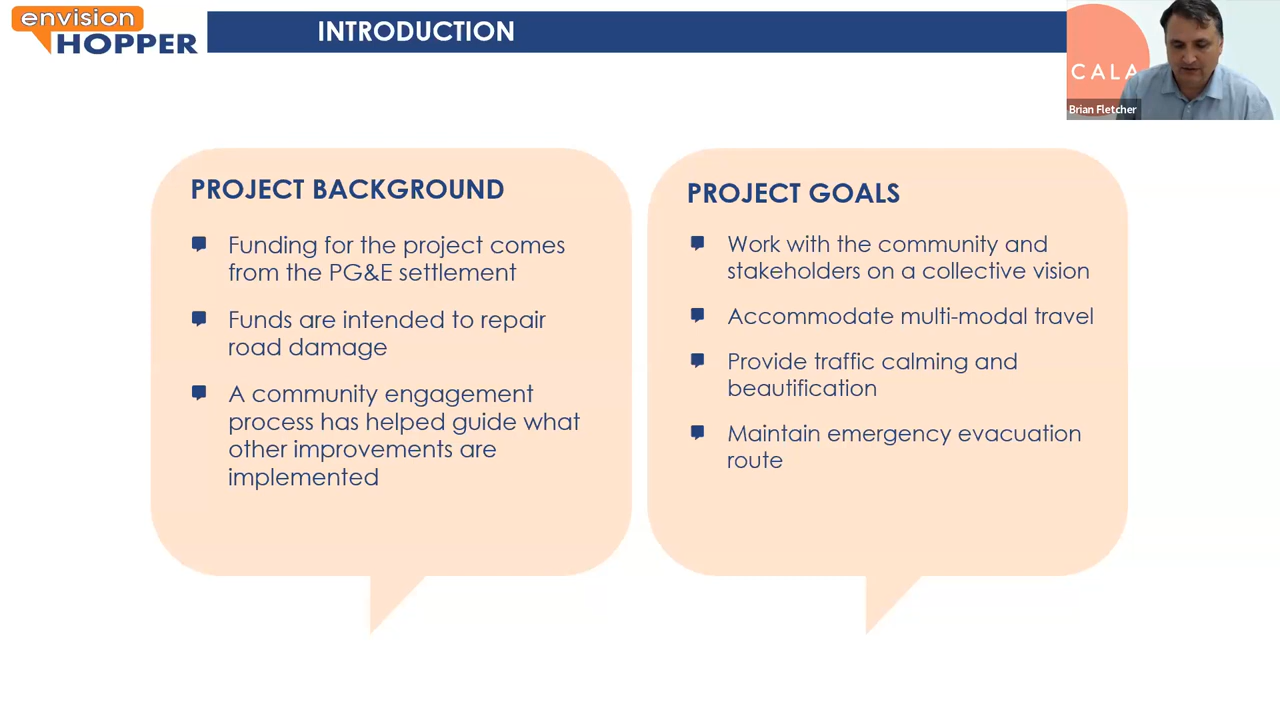 envision
HOPPER
INTRODUCTION
CALA
Brian Fletcher
PROJECT BACKGROUND
Funding for the project comes
from the PG&E settlement
Funds are intended to repair
road damage
A community engagement
process has helped guide what
other improvements are
implemented
PROJECT GOALS
Work with the community and
stakeholders on a collective vision
Accommodate multi-modal travel
Provide traffic calming and
beautification
Maintain emergency evacuation
route